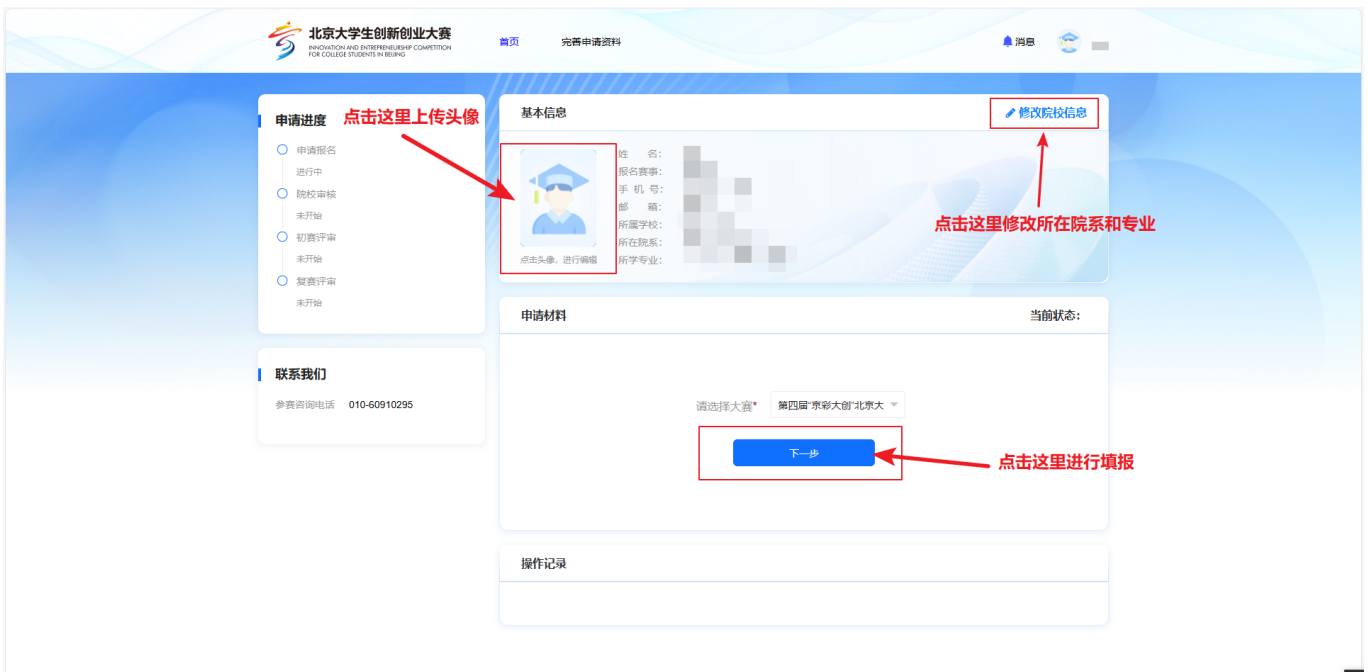 北京大学生创新创业大赛
INNOVATION AND ENTREPRENEURSHIP COMPETITION
FOR COLLEGE STUDENTS IN BEIJING
首页
完善申请资料
消息
申请进度
点击这里上传头像
申请报名
进行中
院校审核
未开始
初赛评审
未开始
复赛评审
未开始
联系我们
参赛咨询电话 010-60910295
基本信息
修改院校信息
点击头像，进行编辑
姓 名：
报名赛事：
手 机 号：
邮 箱：
所属学校：
所在院系：
所学专业：
点击这里修改所在院系和专业
申请材料
当前状态：
请选择大赛* 第四届“京彩大创”北京大
下一步
点击这里进行填报
操作记录